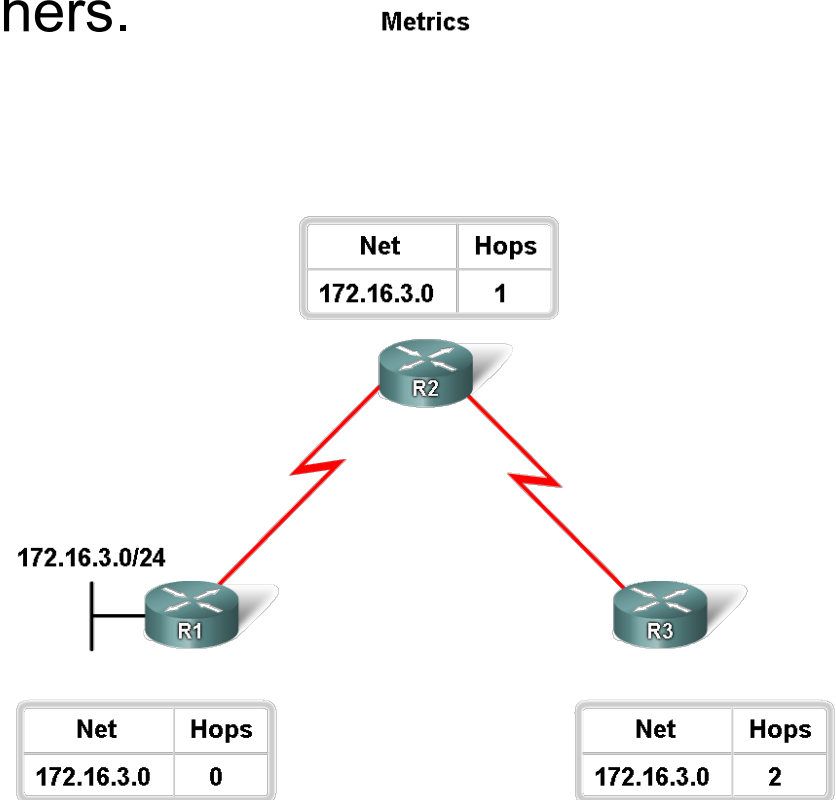 hers.
Metrics
Net Hops
172.16.3.0 1
R2
172.16.3.0/24
R1
R3
Net Hops
172.16.3.0 0
Net Hops
172.16.3.0 2